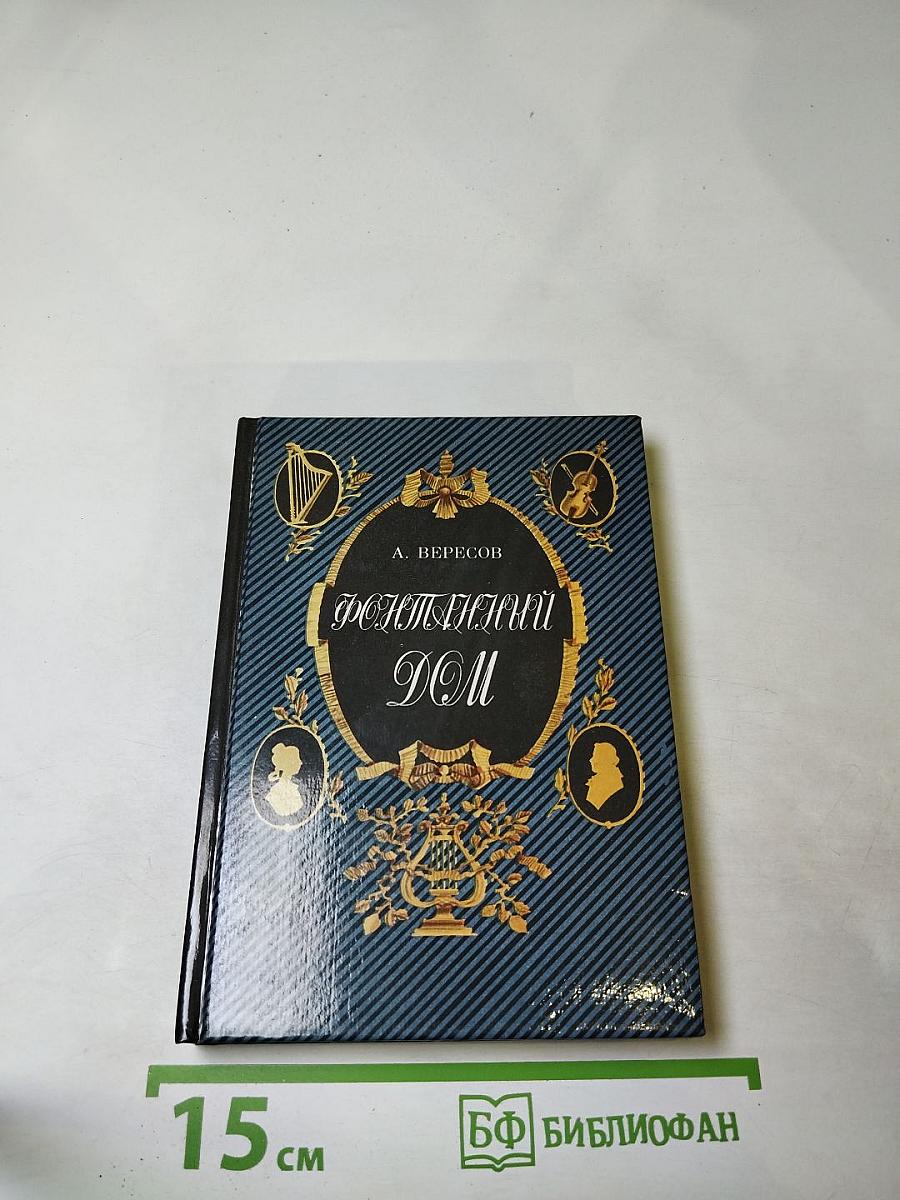 А. ВЕРЕСОВ
ФОНТАННЫЙ
ДОМ
15 см
БФ БИБЛИОФАН